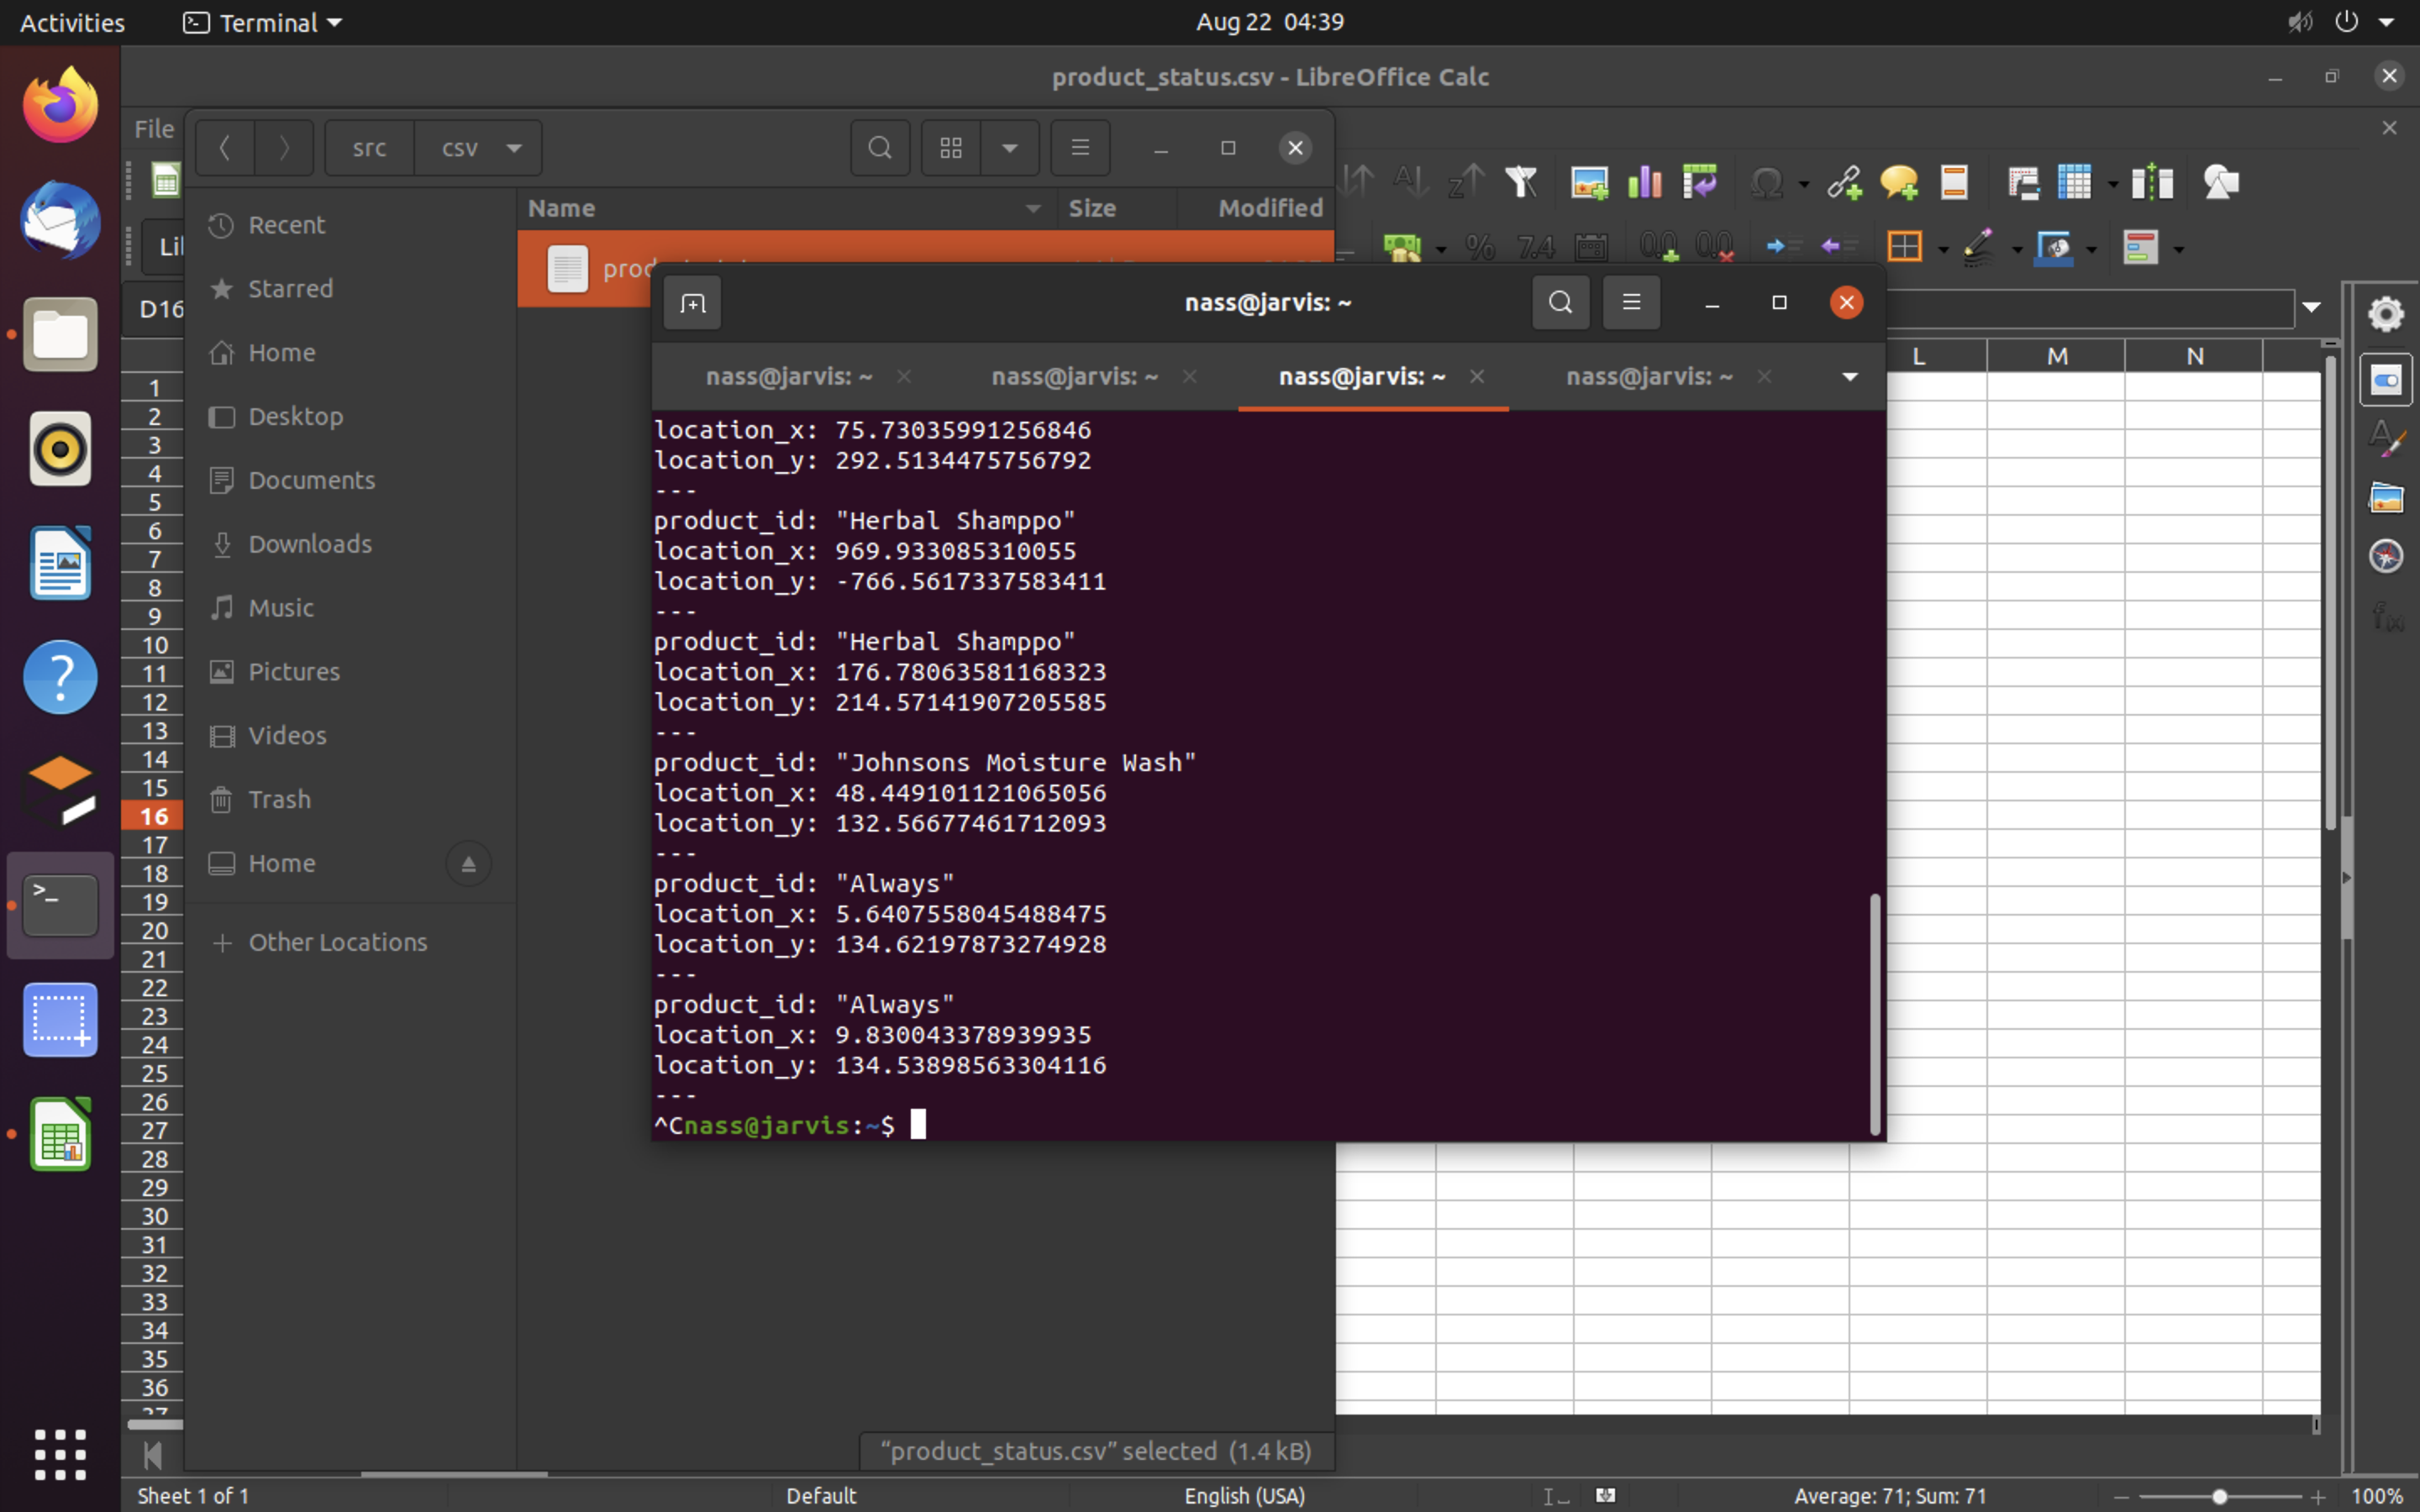 Activities
Terminal
Aug 22 04:39
product_status.csv - LibreOffice Calc
File
src
csv
Name
Size
Modified
Recent
Starred
Home
Desktop
Documents
Downloads
Music
Pictures
Videos
Trash
Home
Other Locations
D16
L
M
N
1
2
3
4
5
6
7
8
9
10
11
12
13
14
15
16
17
18
19
20
21
22
23
24
25
26
27
28
29
30
31
32
33
34
35
36
37
nass@jarvis: ~
nass@jarvis: ~
nass@jarvis: ~
nass@jarvis: ~
nass@jarvis: ~
location_x: 75.73035991256846
location_y: 292.5134475756792
---
product_id: "Herbal Shamppo"
location_x: 969.933085310055
location_y: -766.5617337583411
---
product_id: "Herbal Shamppo"
location_x: 176.78063581168323
location_y: 214.57141907205585
---
product_id: "Johnsons Moisture Wash"
location_x: 48.449101121065056
location_y: 132.56677461712093
---
product_id: "Always"
location_x: 5.6407558045488475
location_y: 134.62197873274928
---
product_id: "Always"
location_x: 9.830043378939935
location_y: 134.53898563304116
---
^Cnass@jarvis:~$
“product_status.csv” selected (1.4 kB)
Sheet 1 of 1
Default
English (USA)
Average: 71; Sum: 71
100%